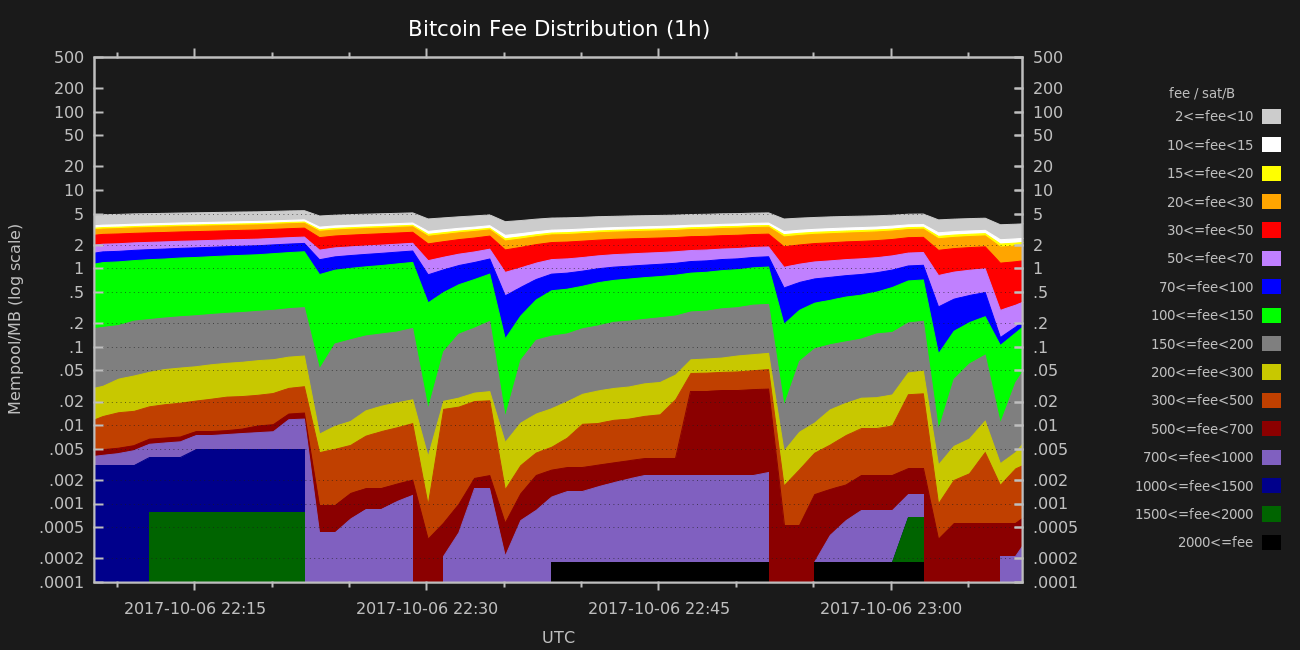 Bitcoin Fee Distribution (1h)
Mempool/MB (log scale)
500
200
100
50
20
10
5
2
1
.5
.2
.1
.05
.02
.01
.005
.002
.001
.0005
.0002
.0001
500
200
100
50
20
10
5
2
1
.5
.2
.1
.05
.02
.01
.005
.002
.001
.0005
.0002
.0001
2017-10-06 22:15 2017-10-06 22:30 2017-10-06 22:45 2017-10-06 23:00
UTC
fee / sat/B
2<=fee<10
10<=fee<15
15<=fee<20
20<=fee<30
30<=fee<50
50<=fee<70
70<=fee<100
100<=fee<150
150<=fee<200
200<=fee<300
300<=fee<500
500<=fee<700
700<=fee<1000
1000<=fee<1500
1500<=fee<2000
2000<=fee